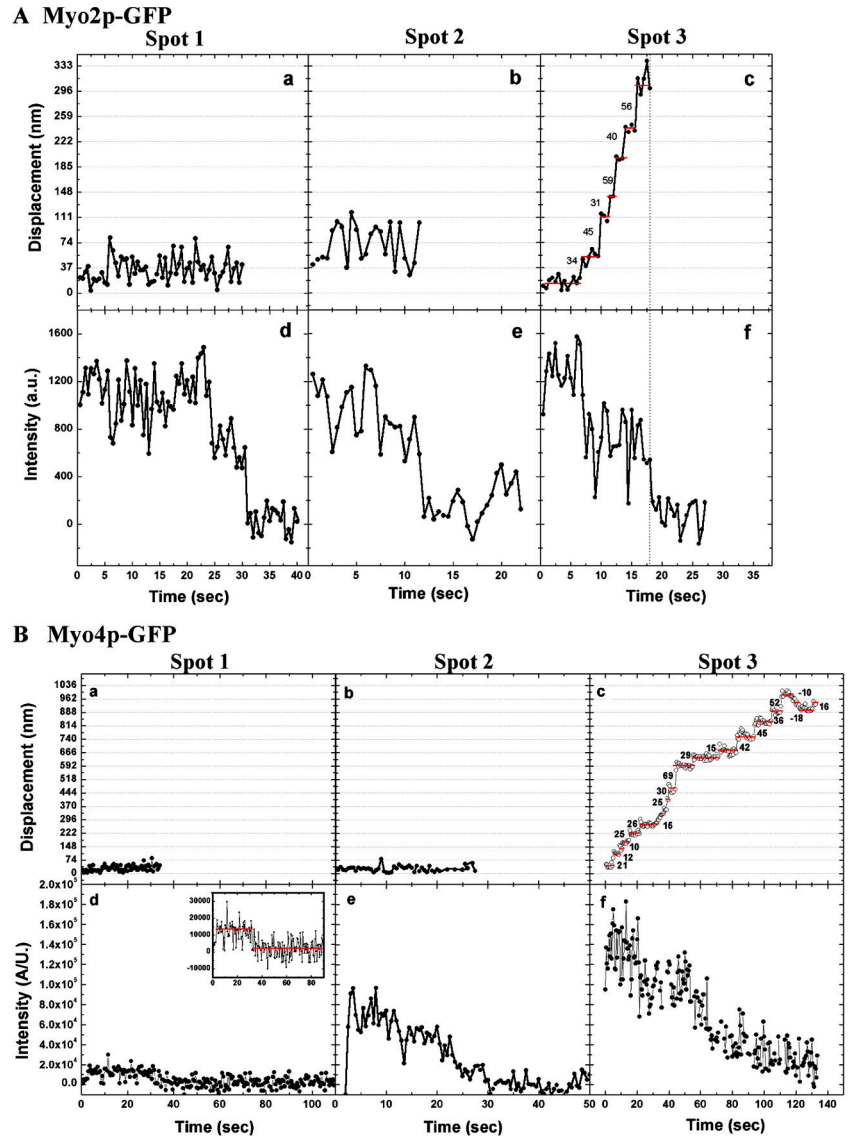 A Myo2p-GFP
Spot 1 Spot 2 Spot 3
Displacement (nm)
333
296
259
222
185
148
111
74
37
0
a
b
c
34
45
31
59
40
56
Intensity (a.u.)
1600
1200
800
400
0
d
e
f
0 5 10 15 20 25 30 35 40
0 5 10 15 20
0 5 10 15 20 25 30 35
Time (sec) Time (sec) Time (sec)
B Myo4p-GFP
Spot 1 Spot 2 Spot 3
Displacement (nm)
1036
962
888
814
740
666
592
518
444
370
296
222
148
74
0
a
b
c
21
12
10
25
26
15
25
30
69
29
15
42
45
36
52
-10
-18
16
Intensity (A/U.)
2.0x10⁵
1.8x10⁵
1.6x10⁵
1.4x10⁵
1.2x10⁵
1.0x10⁵
8.0x10⁴
6.0x10⁴
4.0x10⁴
2.0x10⁴
0.0
d
30000
20000
10000
0
-10000
0 20 40 60 80
e
f
0 20 40 60 80 100
0 10 20 30 40 50
0 20 40 60 80 100 120 140
Time (sec) Time (sec) Time (sec)